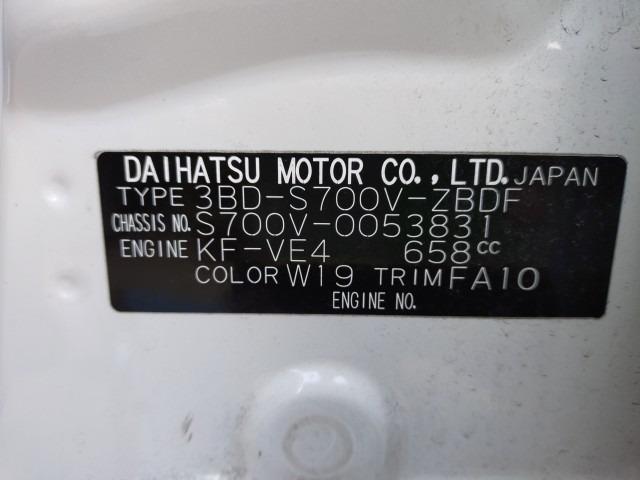 DAIHATSU MOTOR CO., LTD. JAPAN
TYPE 3BD-S700V-ZBDF
CHASSIS NO. S700V-0053831
ENGINE KF-VE4 658cc
COLOR W19 TRIM FA10
ENGINE NO.